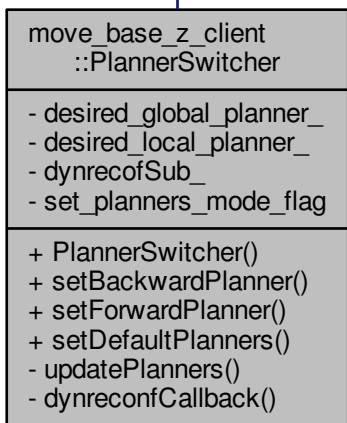 move_base_z_client
::PlannerSwitcher
- desired_global_planner_
- desired_local_planner_
- dynrecofSub_
- set_planners_mode_flag
+ PlannerSwitcher()
+ setBackwardPlanner()
+ setForwardPlanner()
+ setDefaultPlanners()
- updatePlanners()
- dynreconfCallback()